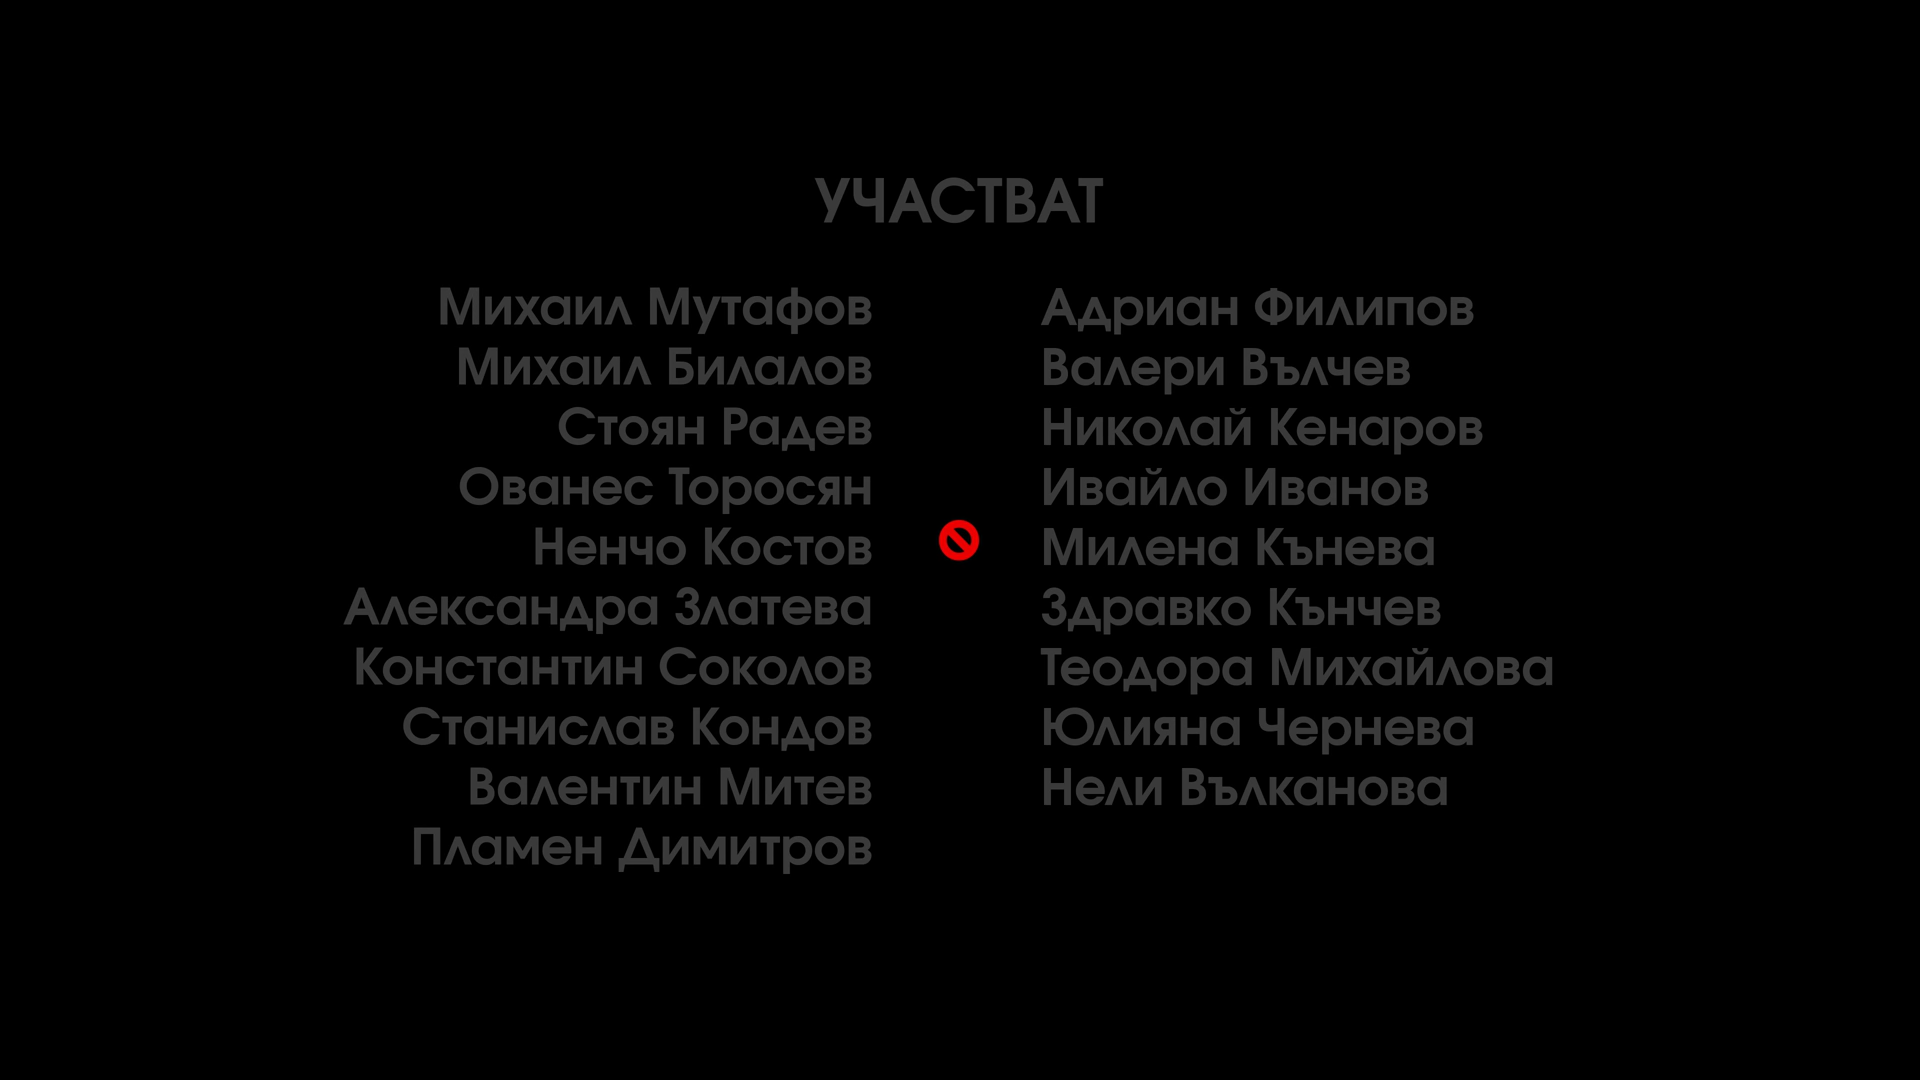 УЧАСТВАТ
Михаил Мутафов
Михаил Билалов
Стоян Радев
Ованес Торосян
Ненчо Костов
Александра Златева
Константин Соколов
Станислав Кондов
Валентин Митев
Пламен Димитров
Адриан Филипов
Валери Вълчев
Николай Кенаров
Ивайло Иванов
Милена Кънева
Здравко Кънчев
Теодора Михайлова
Юлияна Чернева
Нели Вълканова